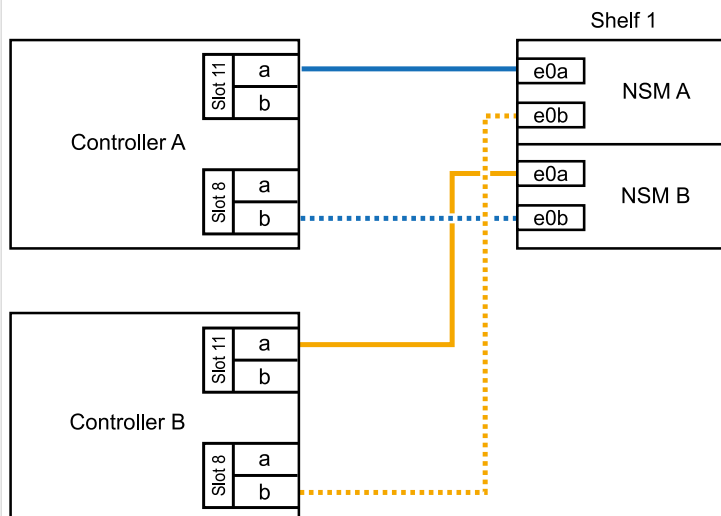 Shelf 1
Controller A
Slot 11
a
b
Slot 8
a
b
e0a
e0b
NSM A
e0a
e0b
NSM B
Controller B
Slot 11
a
b
Slot 8
a
b